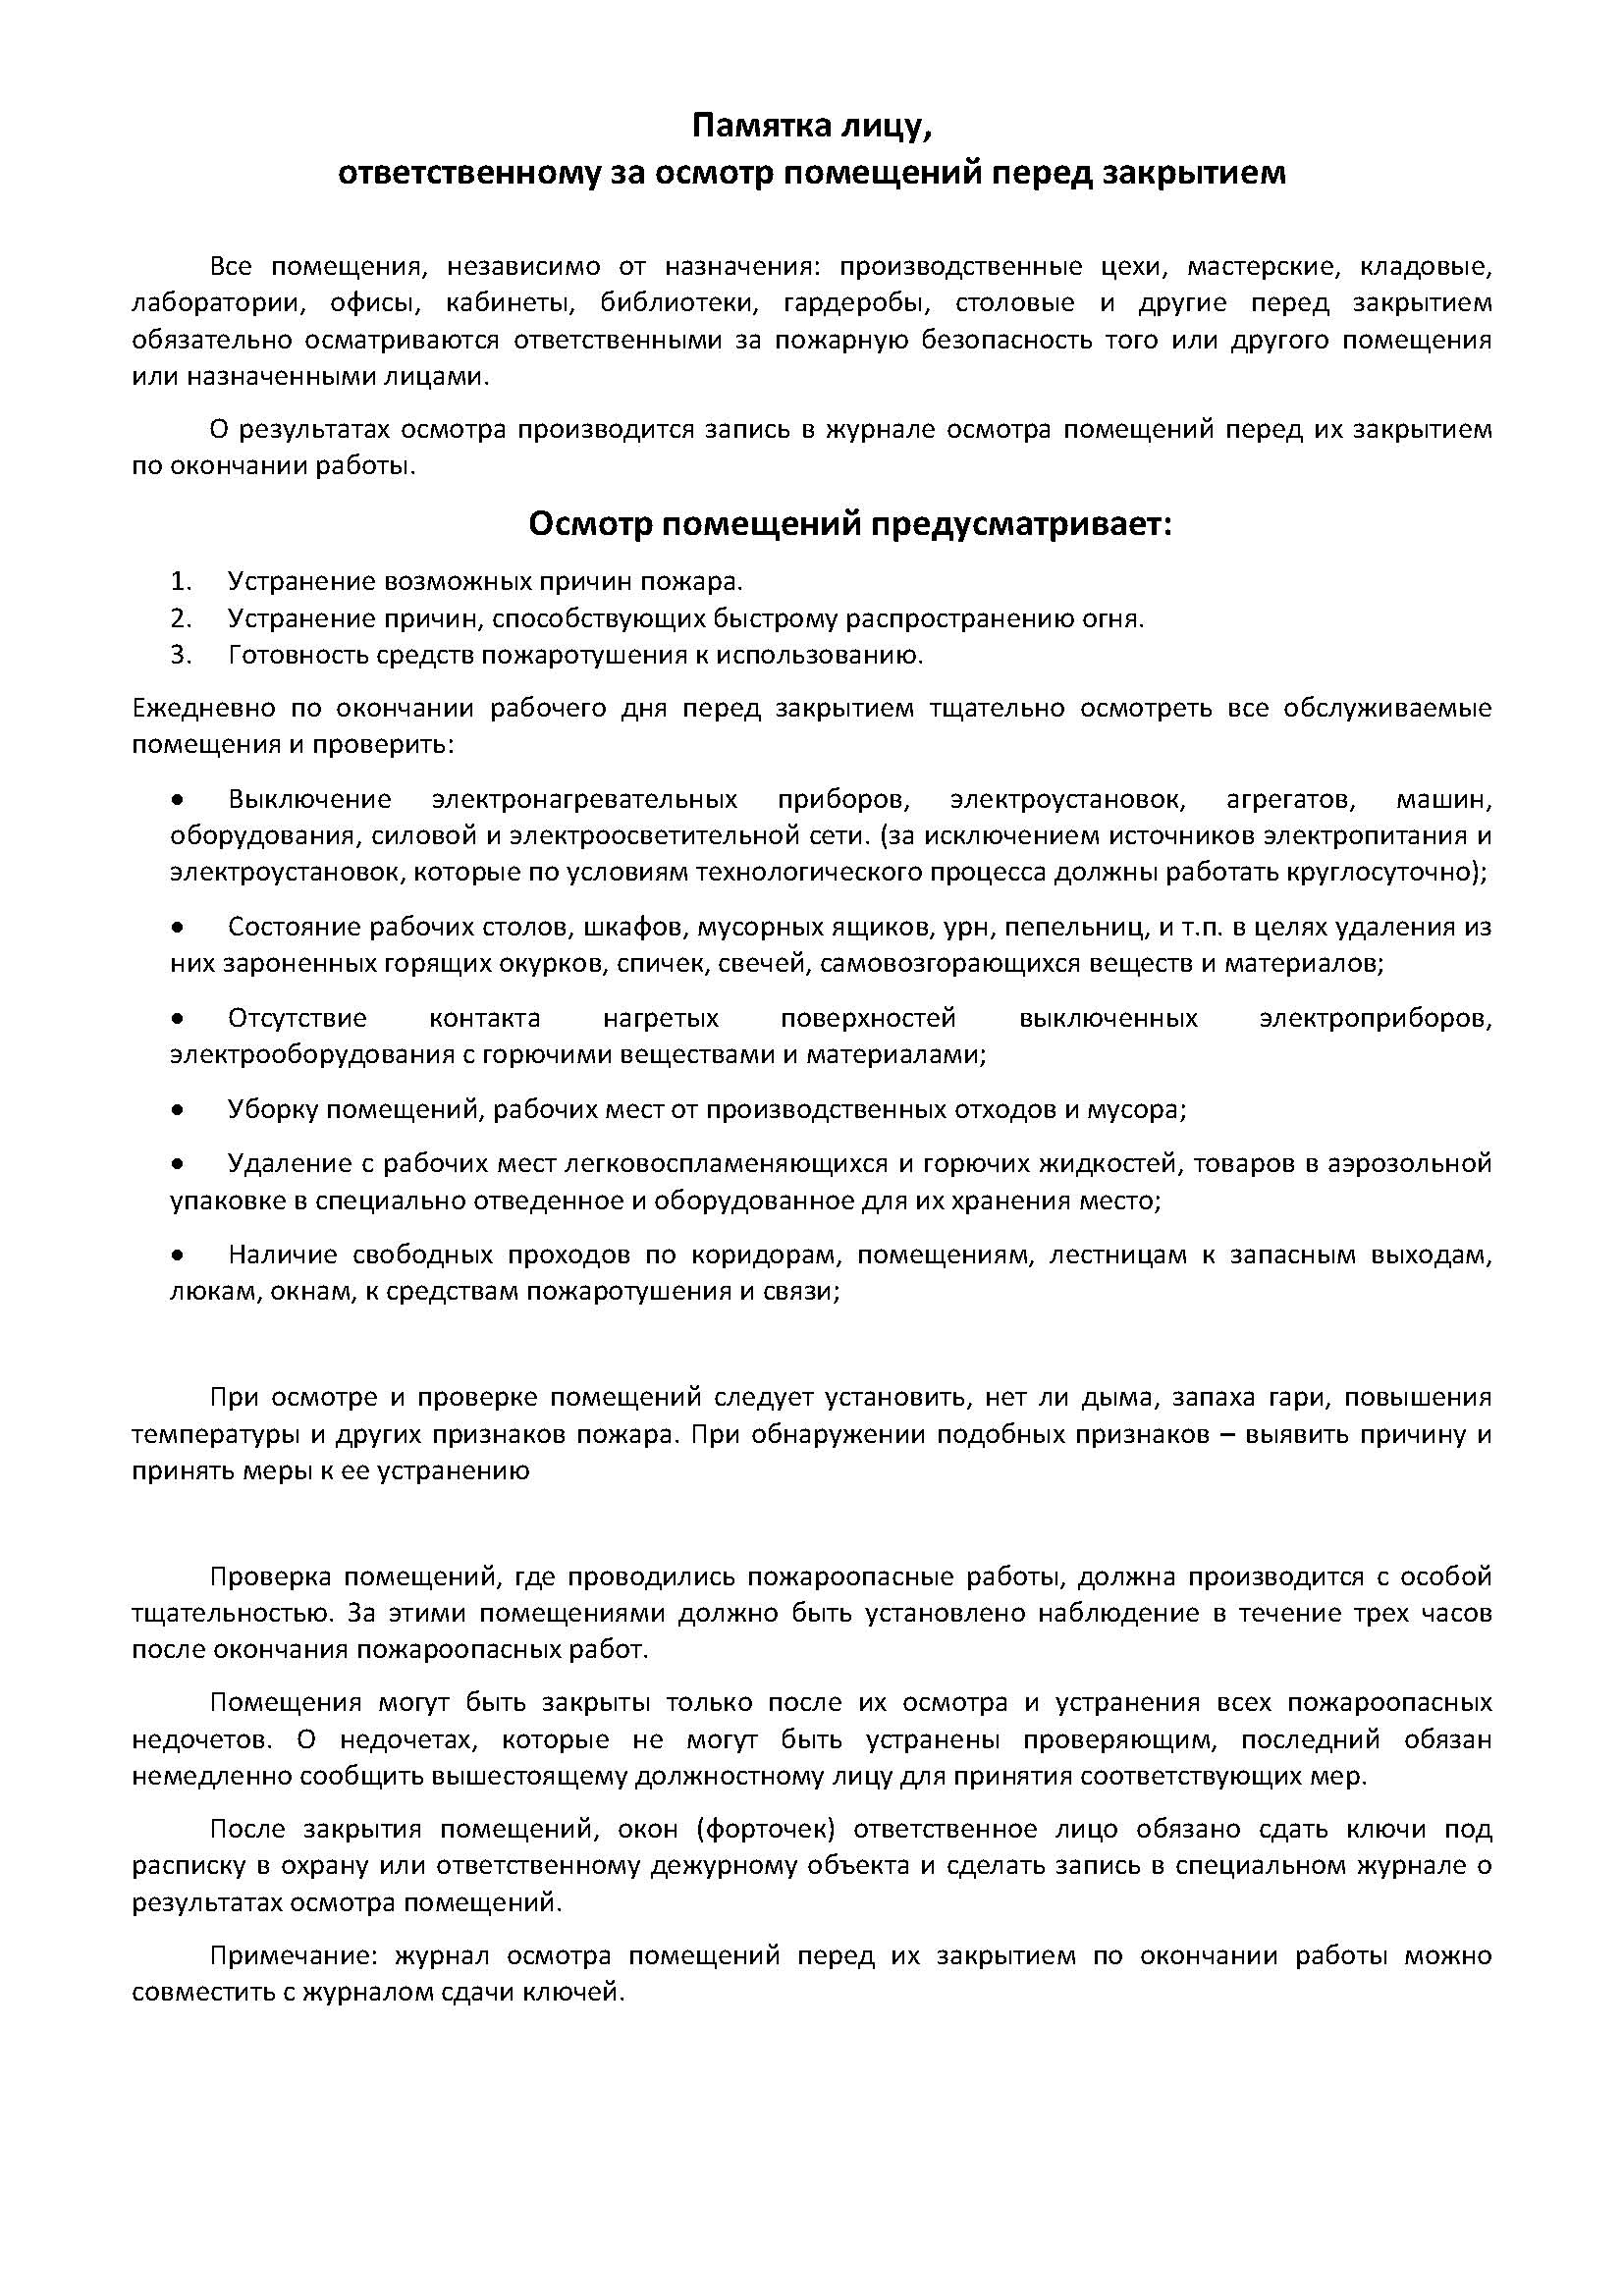 Памятка лицу,
ответственному за осмотр помещений перед закрытием
Все помещения, независимо от назначения: производственные цехи, мастерские, кладовые,
лаборатории, офисы, кабинеты, библиотеки, гардеробы, столовые и другие перед закрытием
обязательно осматриваются ответственными за пожарную безопасность того или другого помещения
или назначенными лицами.
О результатах осмотра производится запись в журнале осмотра помещений перед их закрытием
по окончании работы.
Осмотр помещений предусматривает:
1. Устранение возможных причин пожара.
2. Устранение причин, способствующих быстрому распространению огня.
3. Готовность средств пожаротушения к использованию.
Ежедневно по окончании рабочего дня перед закрытием тщательно осмотреть все обслуживаемые
помещения и проверить:
• Выключение электронагревательных приборов, электроустановок, агрегатов, машин,
оборудования, силовой и электроосветительной сети. (за исключением источников электропитания и
электроустановок, которые по условиям технологического процесса должны работать круглосуточно);
• Состояние рабочих столов, шкафов, мусорных ящиков, урн, пепельниц, и т.п. в целях удаления из
них зароненных горящих окурков, спичек, свечей, самовозгорающихся веществ и материалов;
• Отсутствие контакта нагретых поверхностей выключенных электроприборов,
электрооборудования с горючими веществами и материалами;
• Уборку помещений, рабочих мест от производственных отходов и мусора;
• Удаление с рабочих мест легковоспламеняющихся и горючих жидкостей, товаров в аэрозольной
упаковке в специально отведенное и оборудованное для их хранения место;
• Наличие свободных проходов по коридорам, помещениям, лестницам к запасным выходам,
люкам, окнам, к средствам пожаротушения и связи;
При осмотре и проверке помещений следует установить, нет ли дыма, запаха гари, повышения
температуры и других признаков пожара. При обнаружении подобных признаков – выявить причину и
принять меры к ее устранению
Проверка помещений, где проводились пожароопасные работы, должна производится с особой
тщательностью. За этими помещениями должно быть установлено наблюдение в течение трех часов
после окончания пожароопасных работ.
Помещения могут быть закрыты только после их осмотра и устранения всех пожароопасных
недочетов. О недочетах, которые не могут быть устранены проверяющим, последний обязан
немедленно сообщить вышестоящему должностному лицу для принятия соответствующих мер.
После закрытия помещений, окон (форточек) ответственное лицо обязано сдать ключи под
расписку в охрану или ответственному дежурному объекта и сделать запись в специальном журнале о
результатах осмотра помещений.
Примечание: журнал осмотра помещений перед их закрытием по окончании работы можно
совместить с журналом сдачи ключей.